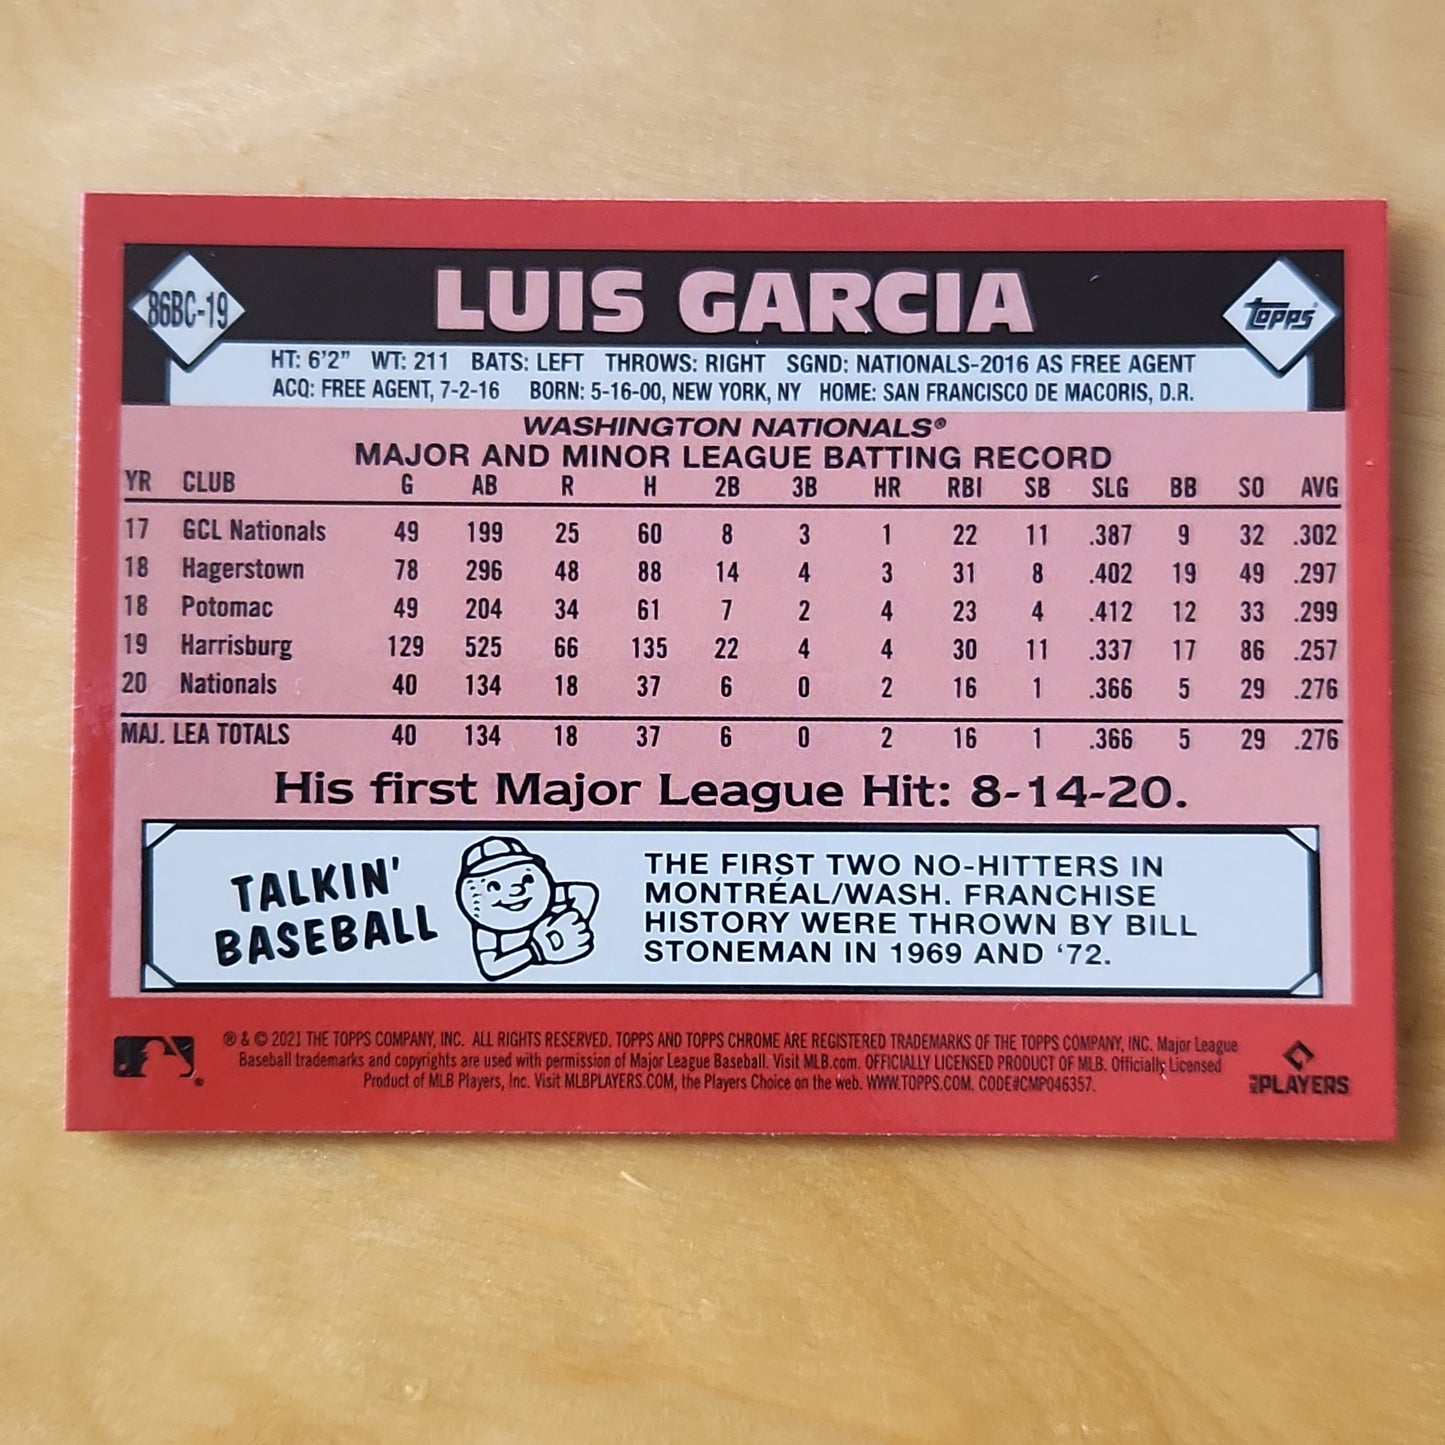 86BC-19
LUIS GARCIA
topps®
HT: 6'2" WT: 211 BATS: LEFT THROWS: RIGHT SGND: NATIONALS-2016 AS FREE AGENT
ACQ: FREE AGENT, 7-2-16 BORN: 5-16-00, NEW YORK, NY HOME: SAN FRANCISCO DE MACORIS, D.R.
WASHINGTON NATIONALS®
MAJOR AND MINOR LEAGUE BATTING RECORD
YR CLUB G AB R H 2B 3B HR RBI SB SLG BB SO AVG
17 GCL Nationals 49 199 25 60 8 3 1 22 11 .387 9 32 .302
18 Hagerstown 78 296 48 88 14 4 3 31 8 .402 19 49 .297
18 Potomac 49 204 34 61 7 2 4 23 4 .412 12 33 .299
19 Harrisburg 129 525 66 135 22 4 4 30 11 .337 17 86 .257
20 Nationals 40 134 18 37 6 0 2 16 1 .366 5 29 .276
MAJ. LEA TOTALS 40 134 18 37 6 0 2 16 1 .366 5 29 .276
His first Major League Hit: 8-14-20.
TALKIN'
BASEBALL
THE FIRST TWO NO-HITTERS IN
MONTRÉAL/WASH. FRANCHISE
HISTORY WERE THROWN BY BILL
STONEMAN IN 1969 AND '72.
® & © 2021 THE TOPPS COMPANY, INC. ALL RIGHTS RESERVED. TOPPS AND TOPPS CHROME ARE REGISTERED TRADEMARKS OF THE TOPPS COMPANY, INC. Major League
Baseball trademarks and copyrights are used with permission of Major League Baseball. Visit MLB.com. OFFICIALLY LICENSED PRODUCT OF MLB. Officially Licensed
Product of MLB Players, Inc. Visit MLBPLAYERS.COM, the Players Choice on the web. WWW.TOPPS.COM. CODE#CMP046357.
MLB PLAYERS